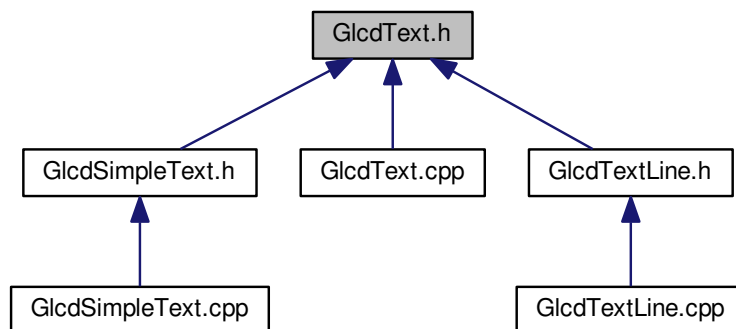 GlcdText.h
GlcdSimpleText.h
GlcdText.cpp
GlcdTextLine.h
GlcdSimpleText.cpp
GlcdTextLine.cpp